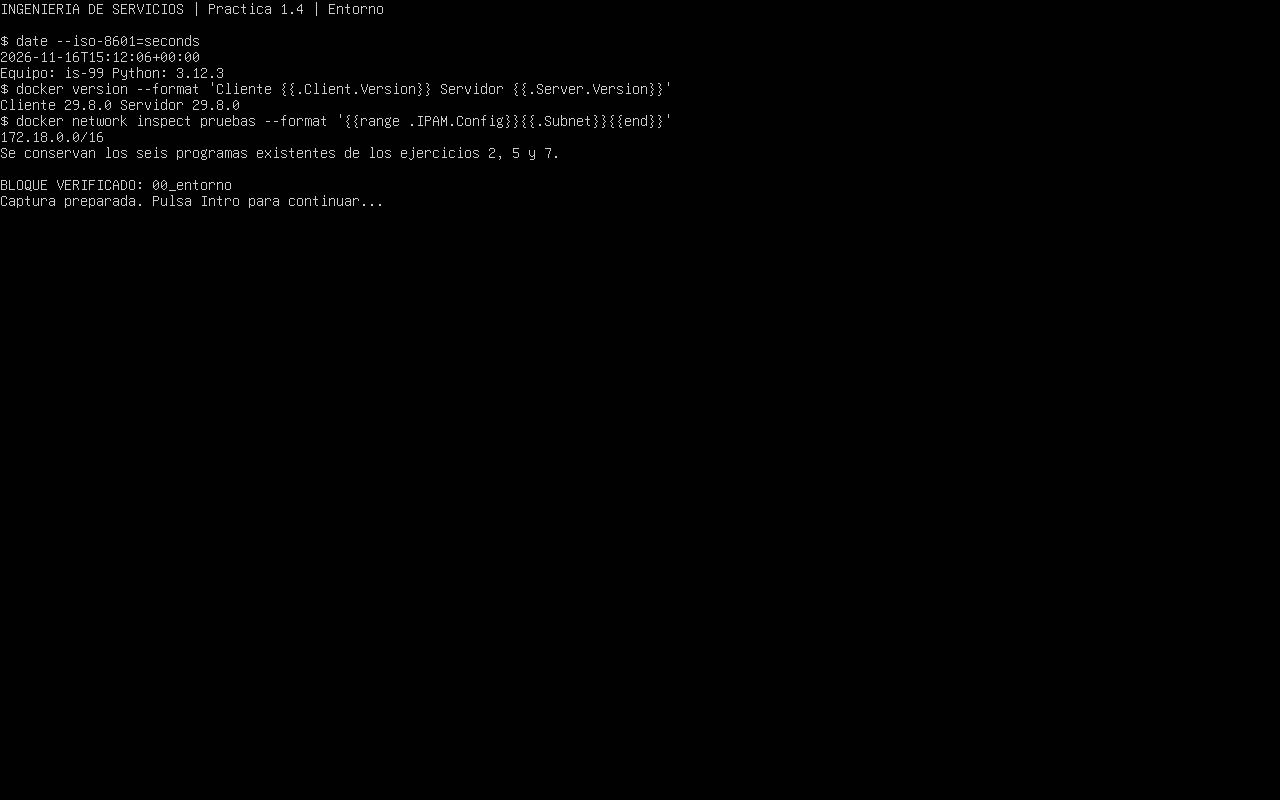 INGENIERIA DE SERVICIOS | Practica 1.4 | Entorno
$ date --iso-8601=seconds
2026-11-16T15:12:06+00:00
Equipo: is-99 Python: 3.12.3
$ docker version --format 'Cliente {{.Client.Version}} Servidor {{.Server.Version}}'
Cliente 29.8.0 Servidor 29.8.0
$ docker network inspect pruebas --format '{{range .IPAM.Config}}{{.Subnet}}{{end}}'
172.18.0.0/16
Se conservan los seis programas existentes de los ejercicios 2, 5 y 7.
BLOQUE VERIFICADO: 00_entorno
Captura preparada. Pulsa Intro para continuar...